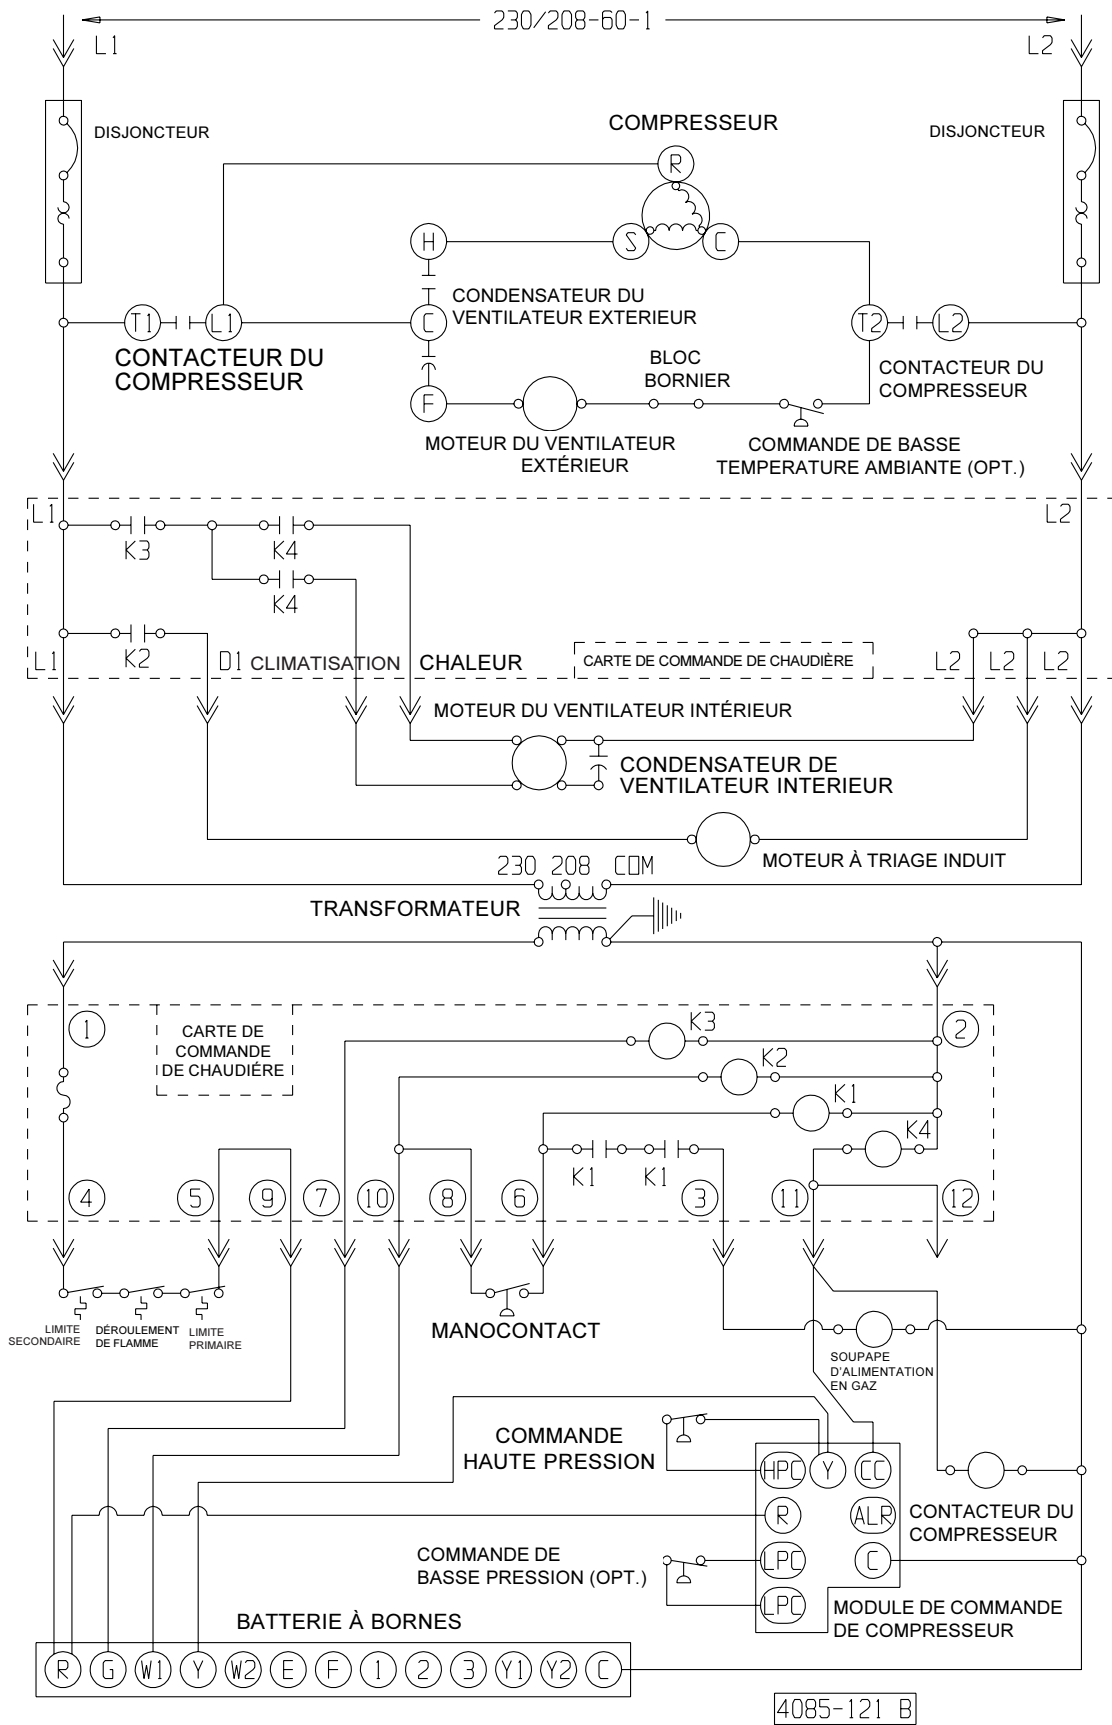 230/208-60-1
L1
L2
DISJONCTEUR
COMPRESSEUR
DISJONCTEUR
R
H
S
C
CONDENSATEUR DU
VENTILATEUR EXTERIEUR
T1
L1
C
T2
L2
CONTACTEUR DU
COMPRESSEUR
BLOC
BORNIER
CONTACTEUR DU
COMPRESSEUR
F
MOTEUR DU VENTILATEUR
EXTÉRIEUR
COMMANDE DE BASSE
TEMPERATURE AMBIANTE (OPT.)
L1
L2
K3
K4
K4
L1
K2
D1
CLIMATISATION
CHALEUR
CARTE DE COMMANDE DE CHAUDIÈRE
L2
L2
L2
MOTEUR DU VENTILATEUR INTÉRIEUR
CONDENSATEUR DE
VENTILATEUR INTERIEUR
MOTEUR À TRIAGE INDUIT
230 208 COM
TRANSFORMATEUR
1
CARTE DE
COMMANDE
DE CHAUDIÉRE
K3
2
K2
K1
K4
K1
K1
4
5
9
7
10
8
6
3
11
12
LIMITE
SECONDAIRE
DÉROULEMENT
DE FLAMME
LIMITE
PRIMAIRE
MANOCONTACT
SOUPAPE
D'ALIMENTATION
EN GAZ
COMMANDE
HAUTE PRESSION
HPC
Y
CC
R
ALR
CONTACTEUR DU
COMPRESSEUR
COMMANDE DE
BASSE PRESSION (OPT.)
LPC
C
LPC
MODULE DE COMMANDE
DE COMPRESSEUR
BATTERIE À BORNES
R G W1 Y W2 E F 1 2 3 Y1 Y2 C
4085-121 B